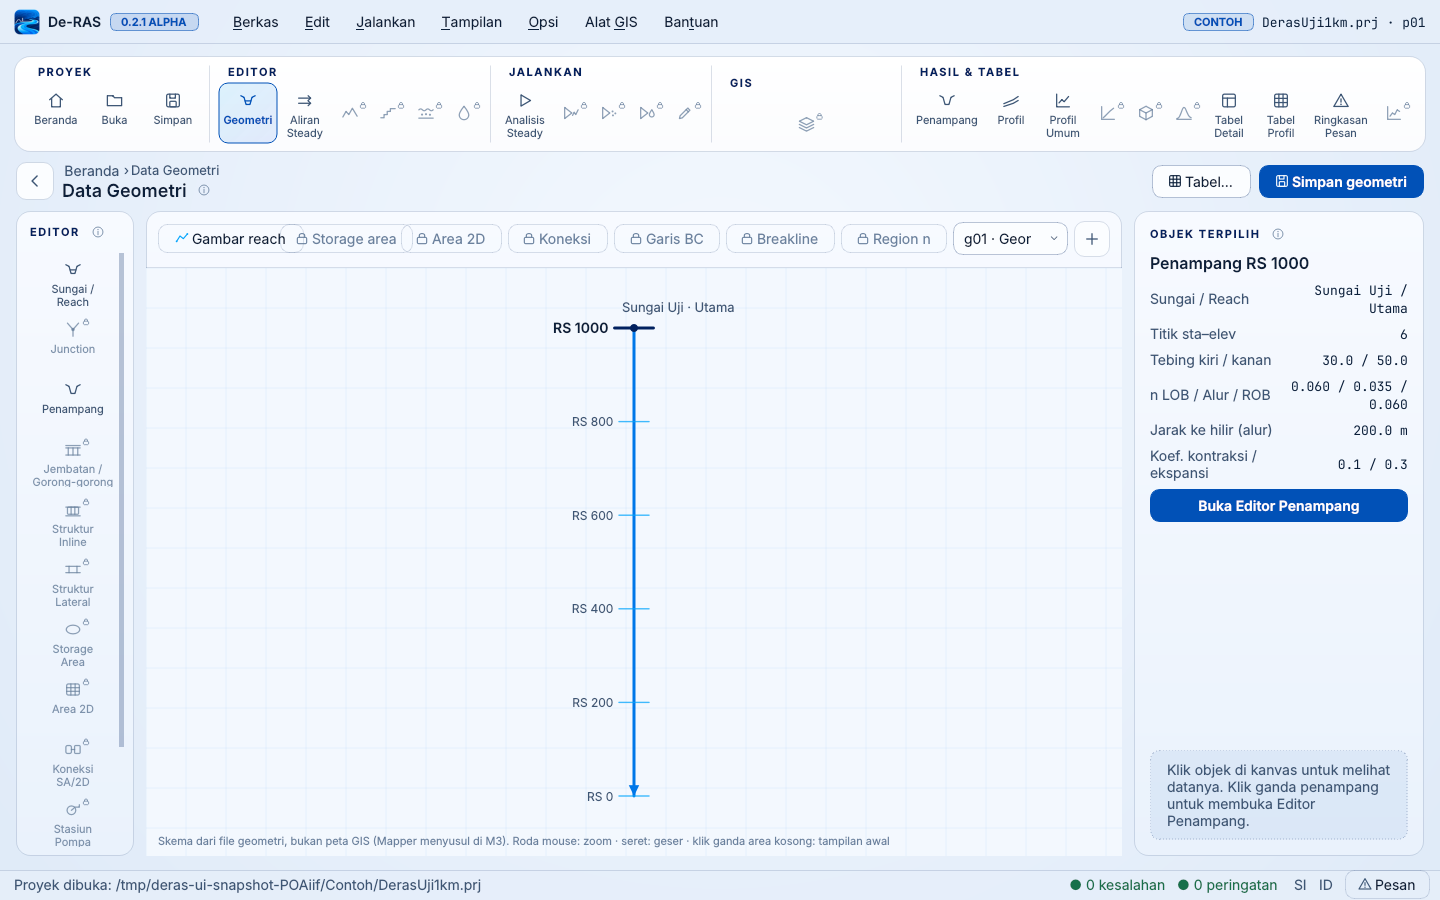 De-RAS 0.2.1 ALPHA Berkas Edit Jalankan Tampilan Opsi Alat GIS Bantuan CONTOH DerasUji1km.prj · p01
PROYEK
Beranda Buka Simpan
EDITOR
Geometri Aliran Steady
JALANKAN
Analisis Steady
GIS
HASIL & TABEL
Penampang Profil Profil Umum Tabel Detail Tabel Profil Ringkasan Pesan
Beranda › Data Geometri
Data Geometri
Tabel... Simpan geometri
EDITOR
Sungai /
Reach
Junction
Penampang
Jembatan /
Gorong-gorong
Struktur
Inline
Struktur
Lateral
Storage
Area
Area 2D
Koneksi
SA/2D
Stasiun
Pompa
Gambar reach Storage area Area 2D Koneksi Garis BC Breakline Region n g01 · Geor
Sungai Uji · Utama
RS 1000
RS 800
RS 600
RS 400
RS 200
RS 0
Skema dari file geometri, bukan peta GIS (Mapper menyusul di M3). Roda mouse: zoom · seret: geser · klik ganda area kosong: tampilan awal
OBJEK TERPILIH
Penampang RS 1000
Sungai / Reach Sungai Uji /
Utama
Titik sta–elev 6
Tebing kiri / kanan 30.0 / 50.0
n LOB / Alur / ROB 0.060 / 0.035 /
0.060
Jarak ke hilir (alur) 200.0 m
Koef. kontraksi /
ekspansi 0.1 / 0.3
Buka Editor Penampang
Klik objek di kanvas untuk melihat
datanya. Klik ganda penampang
untuk membuka Editor
Penampang.
Proyek dibuka: /tmp/deras-ui-snapshot-POAiif/Contoh/DerasUji1km.prj 0 kesalahan 0 peringatan SI ID Pesan